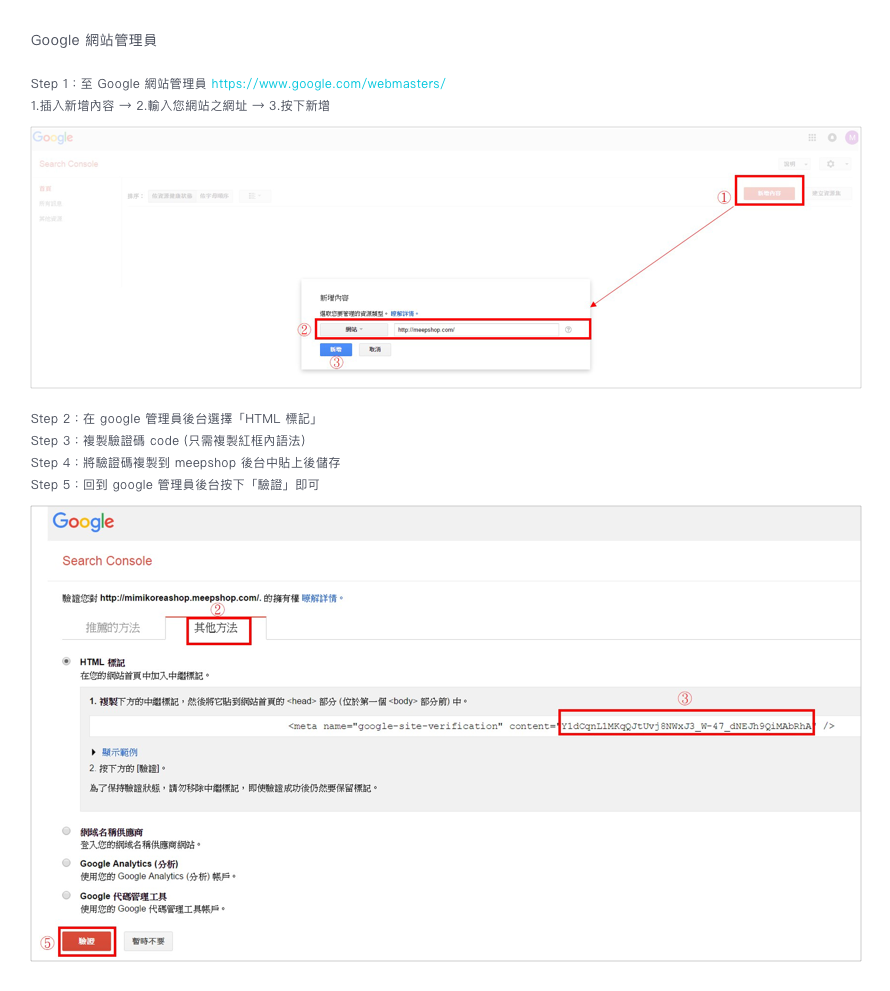 Google 網站管理員
Step 1：至 Google 網站管理員 https://www.google.com/webmasters/
1.插入新增內容 → 2.輸入您網站之網址 → 3.按下新增
Google
Search Console
說明
首頁
所有訊息
其他資源
排序：
按字母順序
① 新增內容
新增內容
選取您要管理的資源類型。 瞭解詳情。
② 網站 http://meepshop.com/
新增 取消
③
Step 2：在 google 管理員後台選擇「HTML 標記」
Step 3：複製驗證碼 code (只需複製紅框內語法)
Step 4：將驗證碼複製到 meepshop 後台中貼上後儲存
Step 5：回到 google 管理員後台按下「驗證」即可
Google
Search Console
驗證您對 http://mimikoreashop.meepshop.com/. 的擁有權 瞭解詳情。
②
推薦的方法 其他方法
HTML 標記
在您的網站首頁中加入中繼標記。
1. 複製下方的中繼標記，然後將它貼到網站首頁的 <head> 部分 (位於第一個 <body> 部分前) 中。
③
<meta name="google-site-verification" content="Y1dCqnL1MKqQJtUvj8NWxJ3_W-47_dNEJh9QiMAbRhA" />
顯示範例
2. 按下方的 [驗證]。
為了保持驗證狀態，請勿移除中繼標記，即使驗證成功後仍然要保留標記。
網域名稱供應商
登入您的網域名稱供應商網站。
Google Analytics (分析)
使用您的 Google Analytics (分析) 帳戶。
Google 代碼管理工具
使用您的 Google 代碼管理工具帳戶。
⑤ 驗證 暫時不要